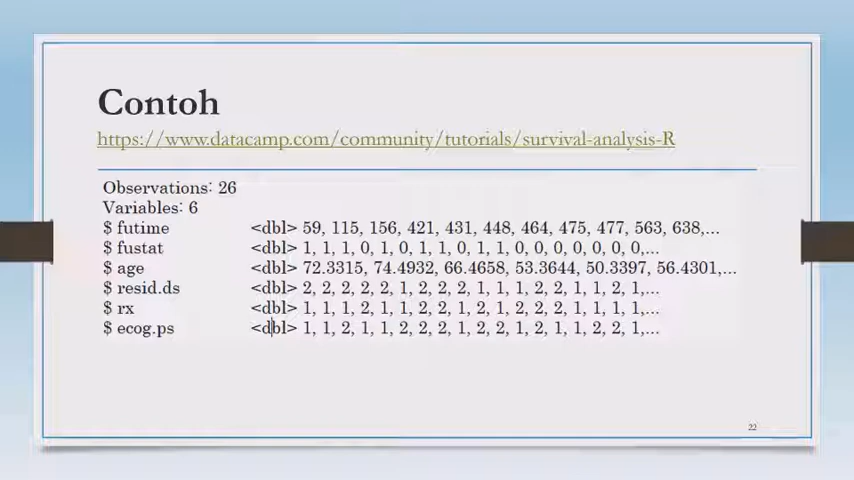 Contoh
https://www.datacamp.com/community/tutorials/survival-analysis-R
Observations: 26
Variables: 6
$ futime <dbl> 59, 115, 156, 421, 431, 448, 464, 475, 477, 563, 638,...
$ fustat <dbl> 1, 1, 1, 0, 1, 0, 1, 1, 0, 1, 1, 0, 0, 0, 0, 0, 0, 0,...
$ age <dbl> 72.3315, 74.4932, 66.4658, 53.3644, 50.3397, 56.4301,...
$ resid.ds <dbl> 2, 2, 2, 2, 2, 1, 2, 2, 2, 1, 1, 1, 2, 2, 1, 1, 2, 1,...
$ rx <dbl> 1, 1, 1, 2, 1, 1, 2, 2, 1, 2, 1, 2, 2, 2, 1, 1, 1, 1,...
$ ecog.ps <dbl> 1, 1, 2, 1, 1, 2, 2, 2, 1, 2, 2, 1, 2, 1, 1, 2, 2, 1,...
22